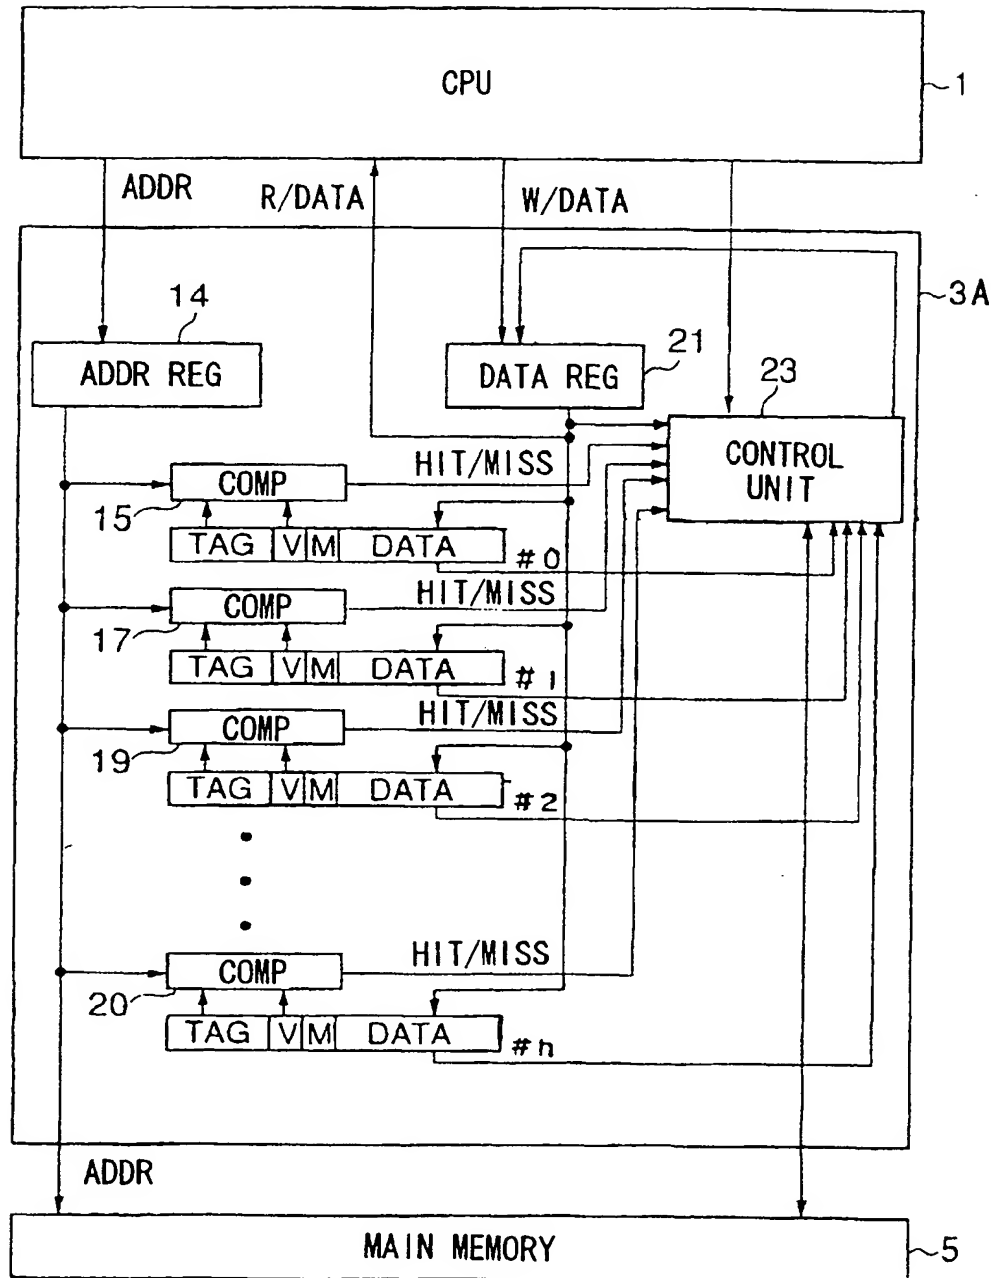 CPU
1
ADDR
R/DATA
W/DATA
3A
14
ADDR REG
21
DATA REG
23
CONTROL UNIT
HIT/MISS
COMP
15
TAG V M DATA
#0
HIT/MISS
COMP
17
TAG V M DATA
#1
HIT/MISS
COMP
19
TAG V M DATA
#2
HIT/MISS
COMP
20
TAG V M DATA
#n
ADDR
MAIN MEMORY
5